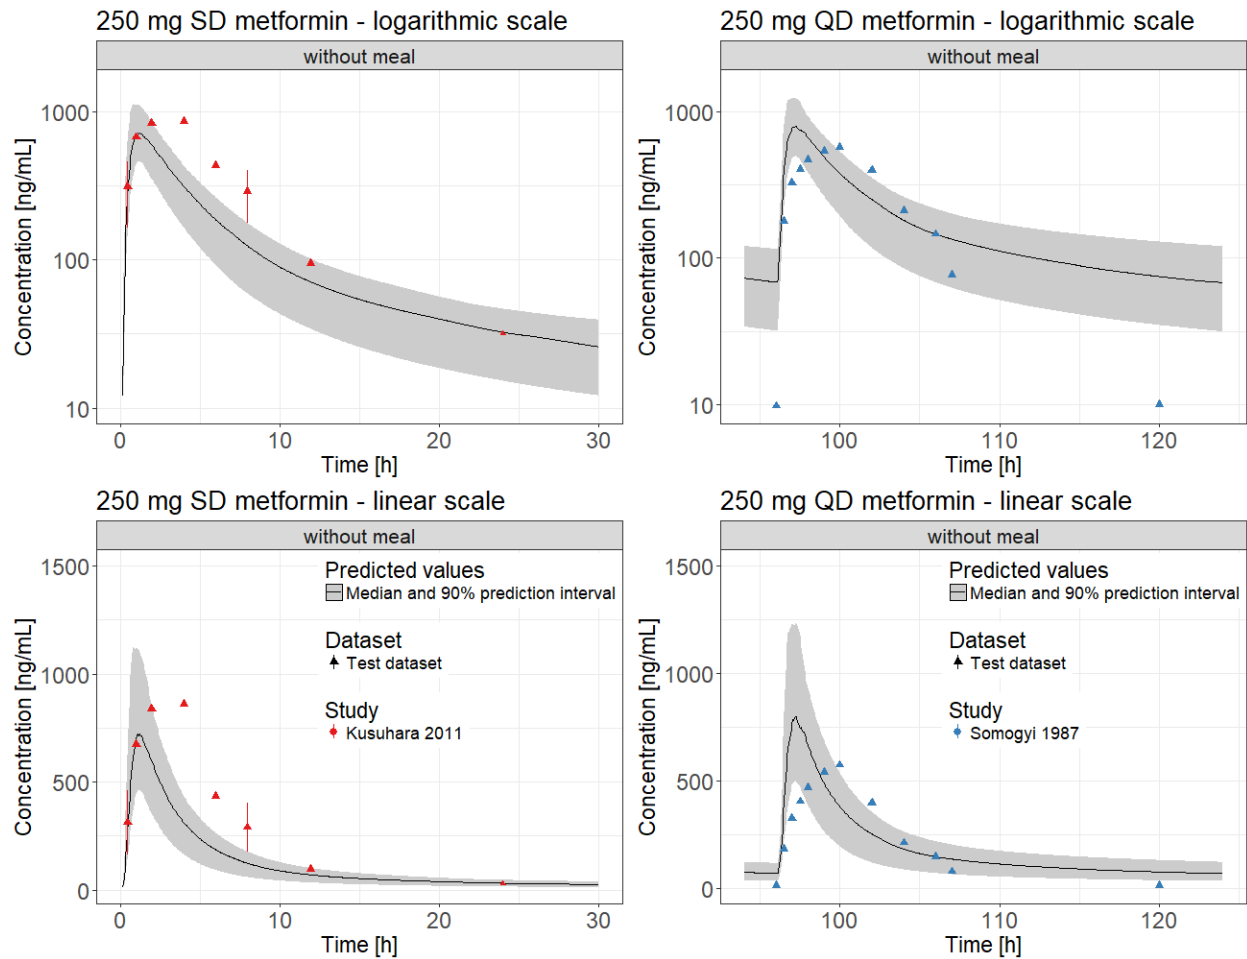 250 mg SD metformin - logarithmic scale
without meal
1000
100
10
Concentration [ng/mL]
0
10
20
30
Time [h]
250 mg QD metformin - logarithmic scale
without meal
1000
100
10
Concentration [ng/mL]
100
110
120
Time [h]
250 mg SD metformin - linear scale
without meal
1500
1000
500
0
Concentration [ng/mL]
Predicted values
Median and 90% prediction interval
Dataset
Test dataset
Study
Kusuhara 2011
0
10
20
30
Time [h]
250 mg QD metformin - linear scale
without meal
1500
1000
500
0
Concentration [ng/mL]
Predicted values
Median and 90% prediction interval
Dataset
Test dataset
Study
Somogyi 1987
100
110
120
Time [h]